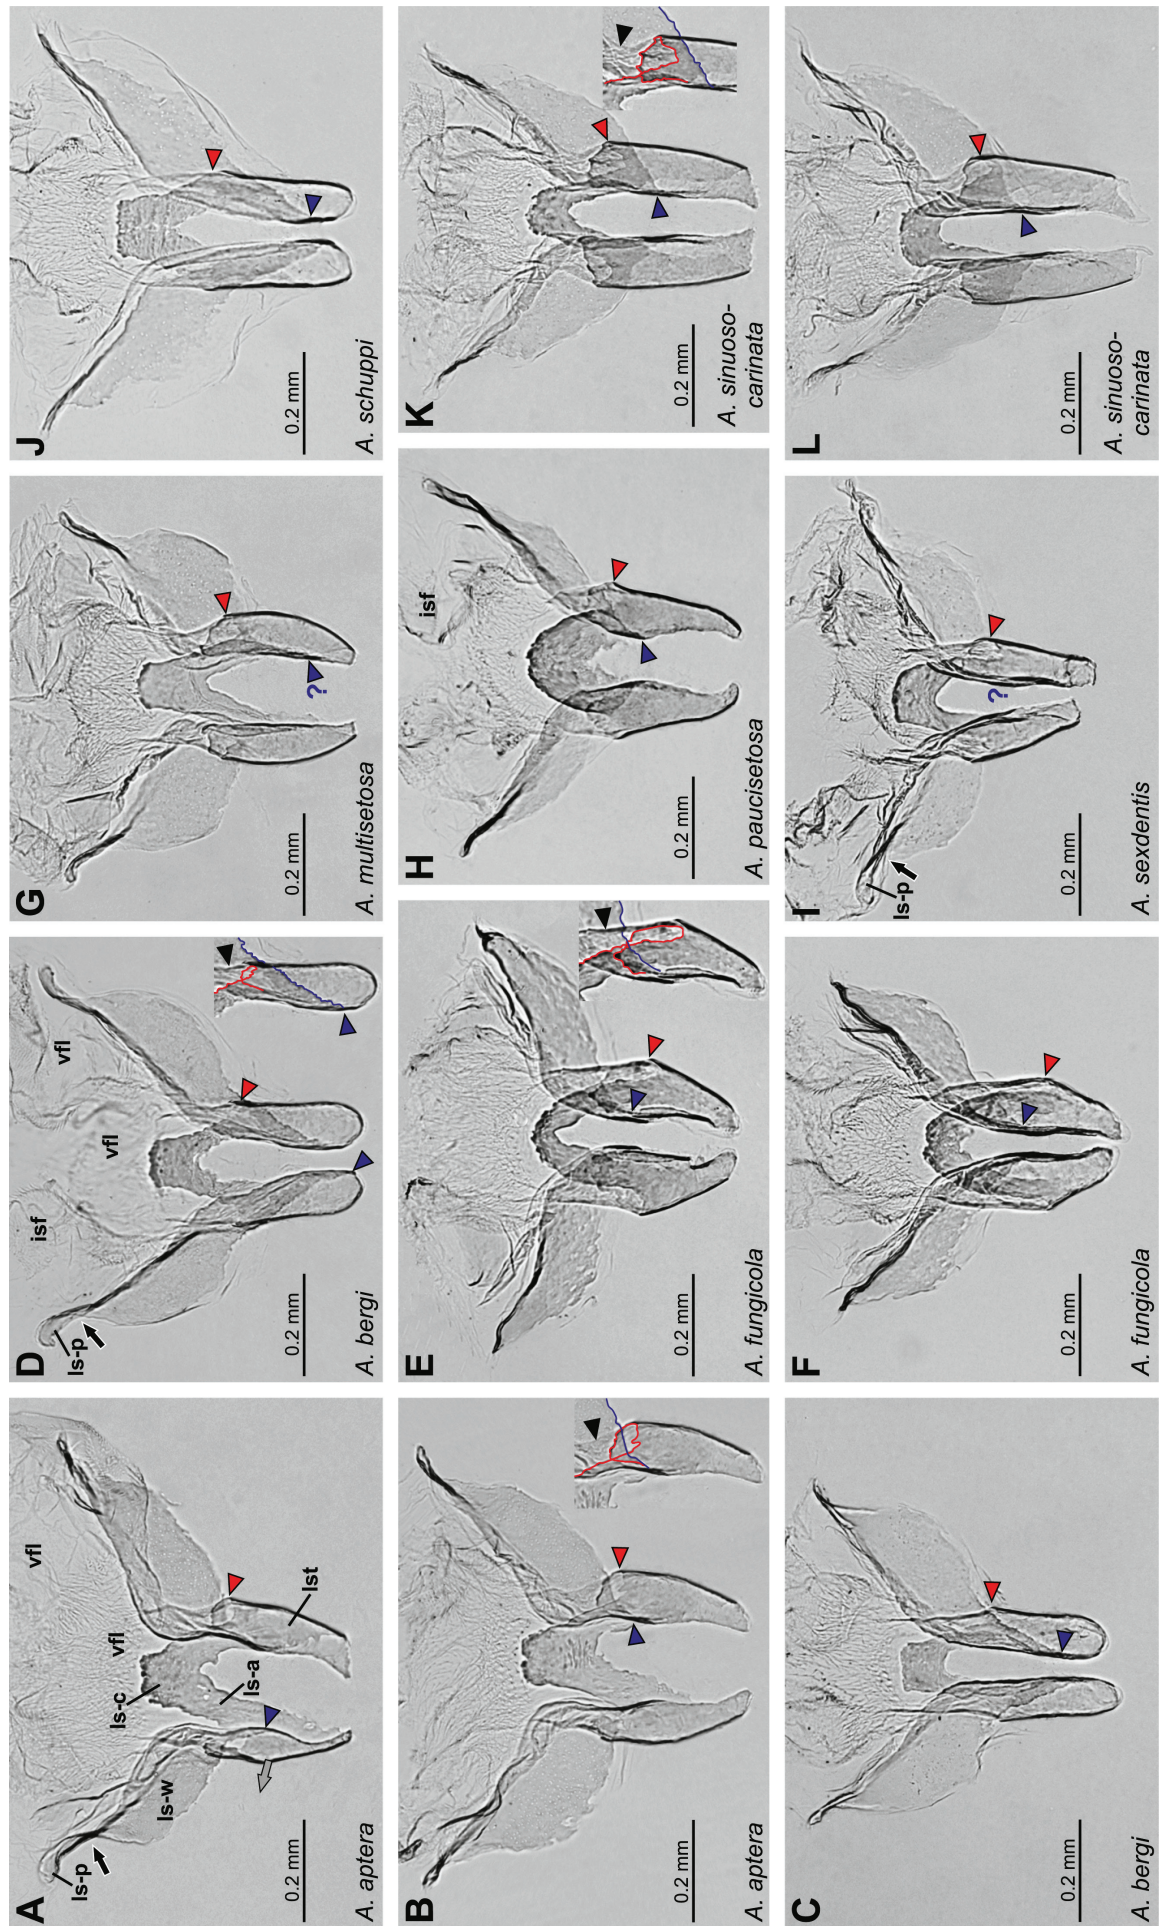 A
vfl
vfl
ls-p
ls-c
ls-w
ls-a
lst
0.2 mm
A. aptera
B
0.2 mm
A. aptera
C
0.2 mm
A. bergi
D
vfl
vfl
isf
ls-p
0.2 mm
A. bergi
E
0.2 mm
A. fungicola
F
0.2 mm
A. fungicola
G
?
0.2 mm
A. multisetosa
H
isf
0.2 mm
A. paucisetosa
I
ls-p
?
0.2 mm
A. sexdentis
J
0.2 mm
A. schuppi
K
0.2 mm
A. sinuoso-
carinata
L
0.2 mm
A. sinuoso-
carinata